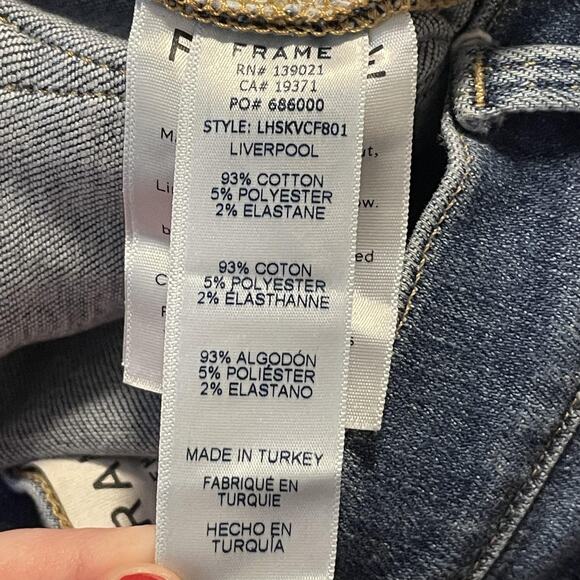 FRAME
RN# 139021
CA# 19371
PO# 686000
STYLE: LHSKVCF801
LIVERPOOL
93% COTTON
5% POLYESTER
2% ELASTANE
93% COTON
5% POLYESTER
2% ÉLASTHANNE
93% ALGODÓN
5% POLIÉSTER
2% ELASTANO
MADE IN TURKEY
FABRIQUÉ EN
TURQUIE
HECHO EN
TURQUÍA